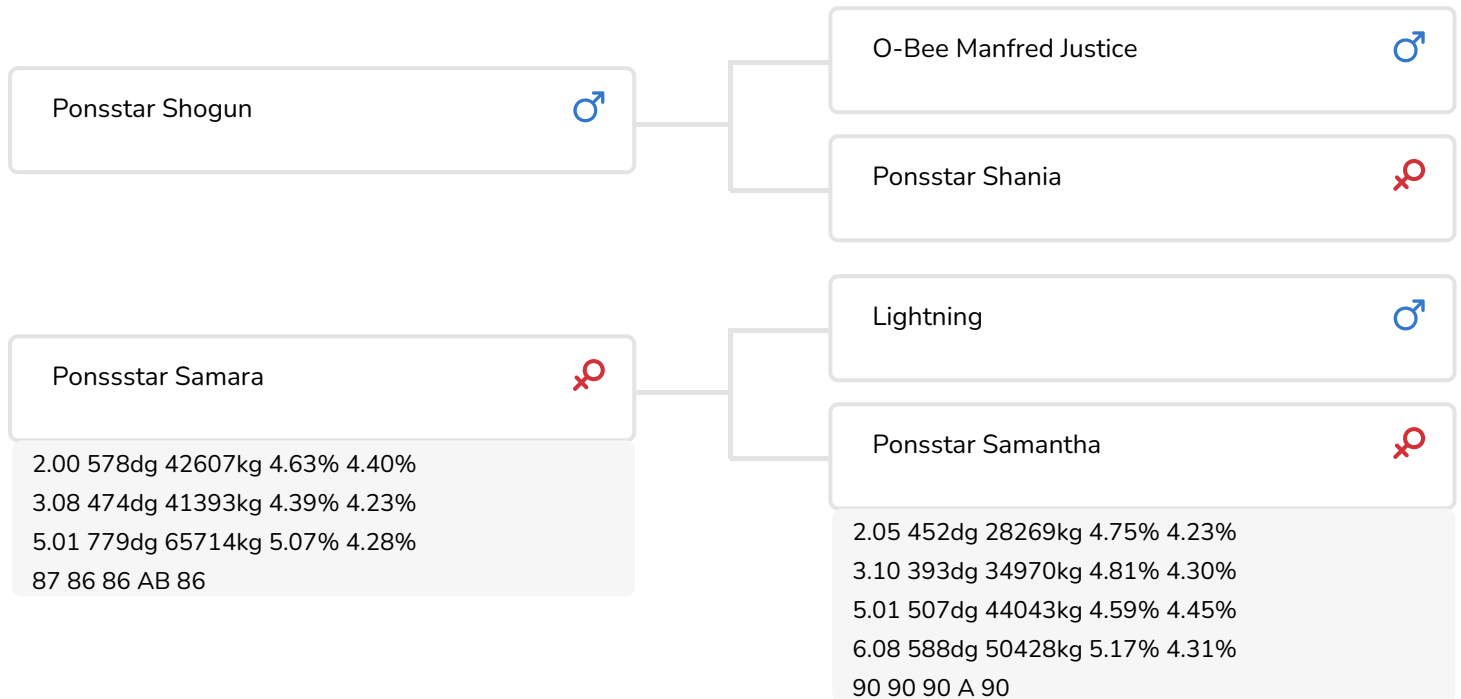 O-Bee Manfred Justice
Ponsstar Shogun
Ponsstar Shania
Lightning
Ponssstar Samara
Ponsstar Samantha
2.00 578dg 42607kg 4.63% 4.40%
3.08 474dg 41393kg 4.39% 4.23%
5.01 779dg 65714kg 5.07% 4.28%
87 86 86 AB 86
2.05 452dg 28269kg 4.75% 4.23%
3.10 393dg 34970kg 4.81% 4.30%
5.01 507dg 44043kg 4.59% 4.45%
6.08 588dg 50428kg 5.17% 4.31%
90 90 90 A 90